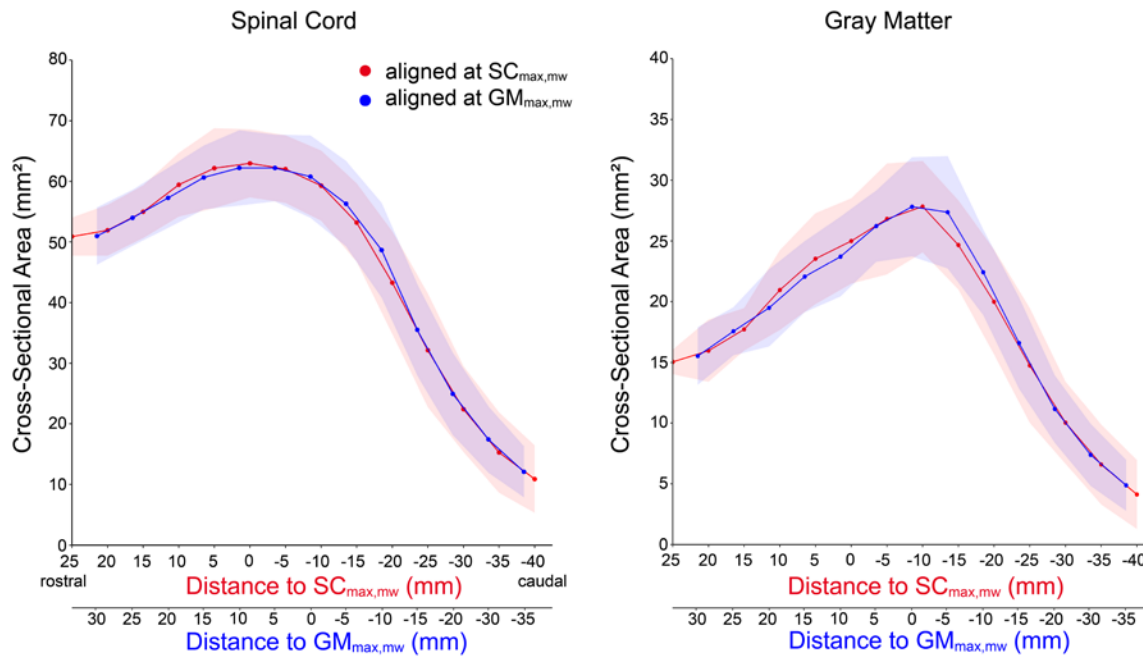 Spinal Cord
Cross-Sectional Area (mm²)
80
70
60
50
40
30
20
10
0
aligned at SCmax,mw
aligned at GMmax,mw
25 20 15 10 5 0 -5 -10 -15 -20 -25 -30 -35 -40
rostral
caudal
Distance to SCmax,mw (mm)
30 25 20 15 10 5 0 -5 -10 -15 -20 -25 -35
Distance to GMmax,mw (mm)
Gray Matter
Cross-Sectional Area (mm²)
40
35
30
25
20
15
10
5
0
25 20 15 10 5 0 -5 -10 -15 -20 -25 -30 -35 -40
Distance to SCmax,mw (mm)
30 25 20 15 10 5 0 -5 -10 -15 -20 -25 -35
Distance to GMmax,mw (mm)